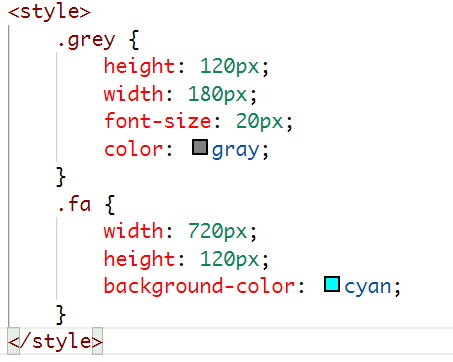 <style>
.grey {
height: 120px;
width: 180px;
font-size: 20px;
color: gray;
}
.fa {
width: 720px;
height: 120px;
background-color: cyan;
}
</style>